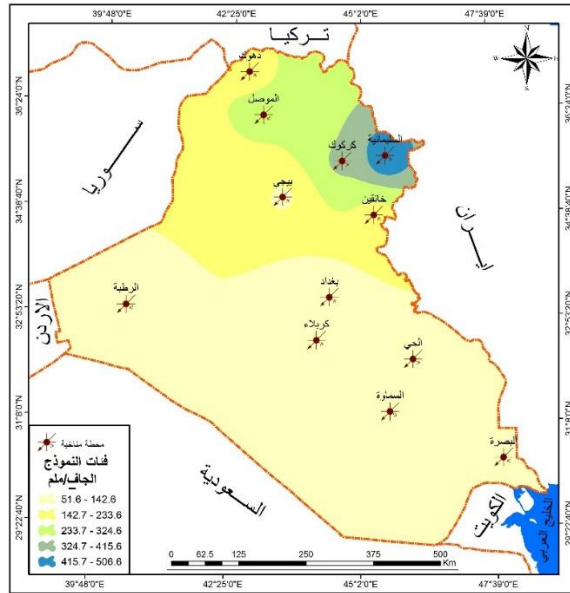 39°48'0"E 42°25'0"E 45°2'0"E 47°39'0"E
تركيا
دهوك
36°24'0"N
الموصل
السليمانية
كركوك
سوريا
بيجي
34°38'40"N
خانقين
ايران
32°53'20"N
الرطبة
بغداد
الاردن
كربلاء
الحي
السماوة
31°8'0"N
البصرة
محطة مناخية
فئات النموذج
الجاف/ملم
51.6 - 142.6
142.7 - 233.6
233.7 - 324.6
324.7 - 415.6
415.7 - 506.6
السعودية
الكويت
الخليج العربي
29°22'40"N
0 62.5 125 250 375 500
Km
39°48'0"E 42°25'0"E 45°2'0"E 47°39'0"E